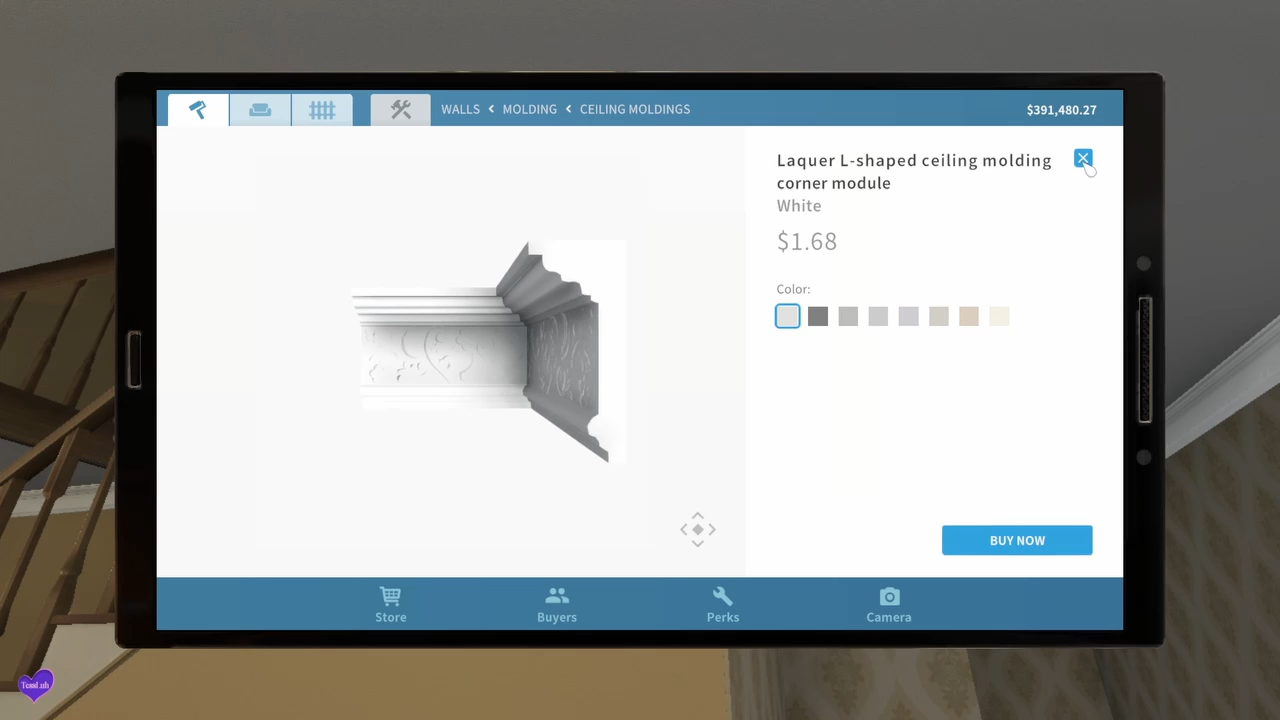 WALLS < MOLDING < CEILING MOLDINGS
$391,480.27
Laquer L-shaped ceiling molding
corner module
White
$1.68
Color:
BUY NOW
Store
Buyers
Perks
Camera